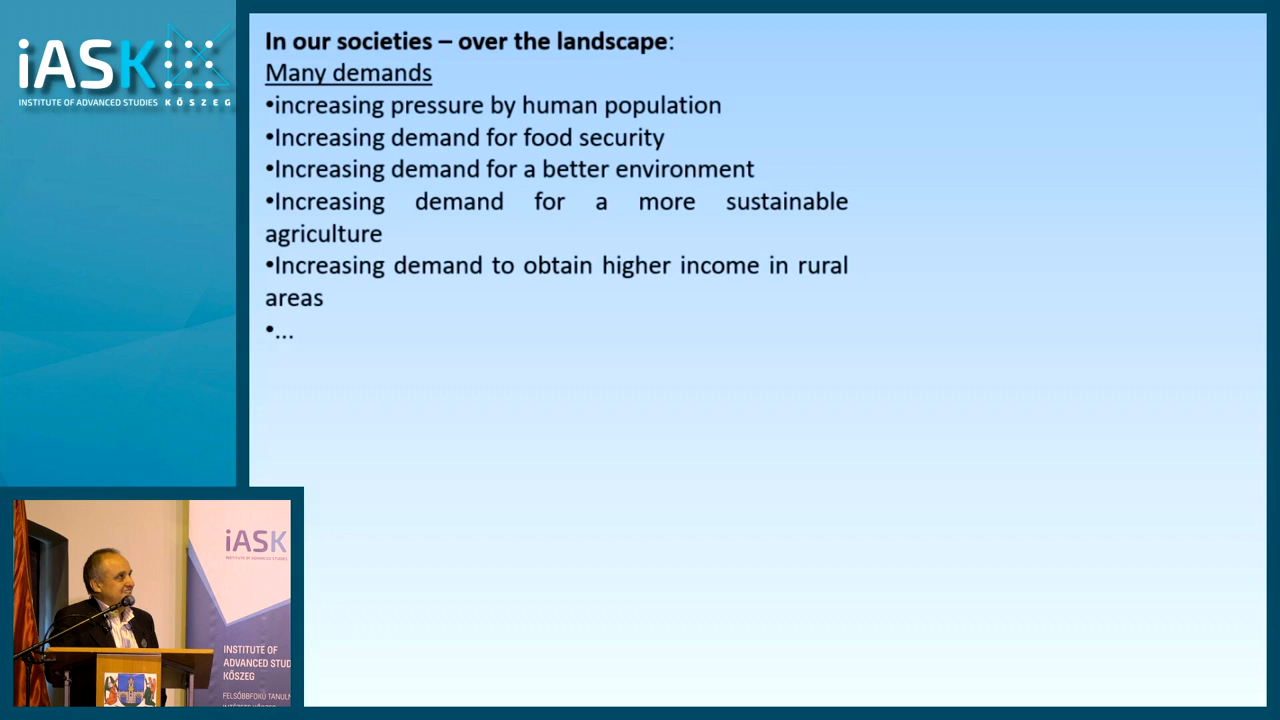 iASK
INSTITUTE OF ADVANCED STUDIES KŐSZEG
In our societies – over the landscape:
Many demands
•increasing pressure by human population
•Increasing demand for food security
•Increasing demand for a better environment
•Increasing demand for a more sustainable
agriculture
•Increasing demand to obtain higher income in rural
areas
•...
iASK
INSTITUTE OF
ADVANCED STUD
KŐSZEG
FELSŐBBFOKÚ TANULM